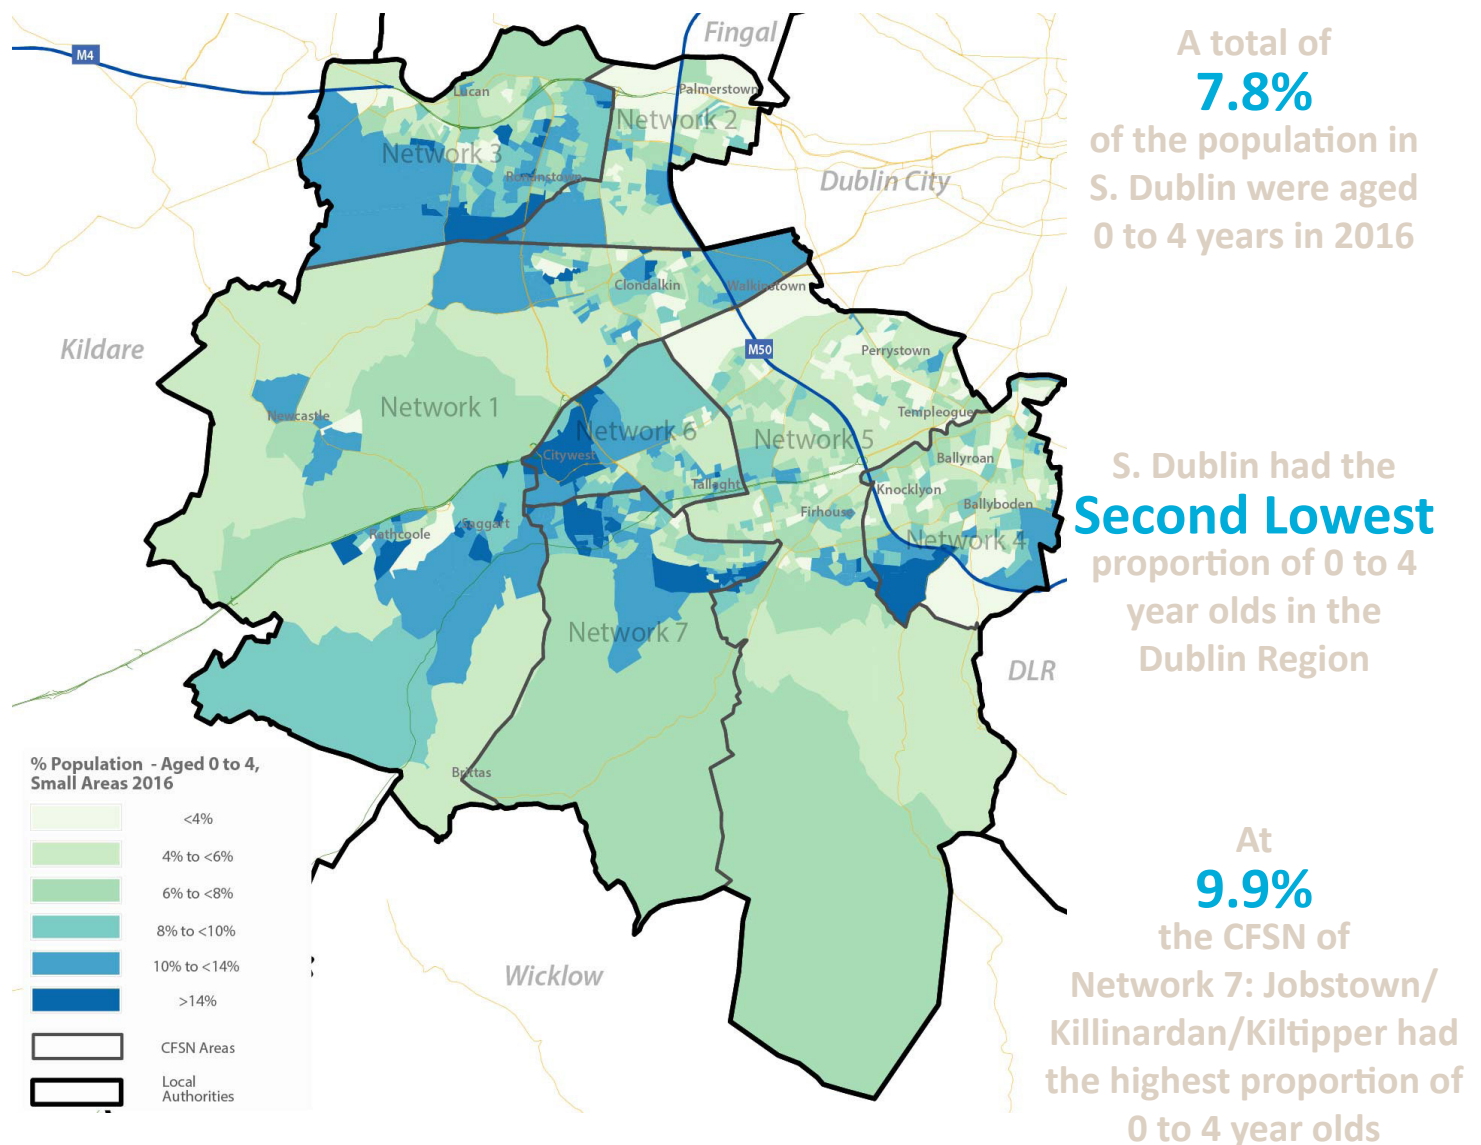 Fingal
M4
Lucan
Palmerstown
Network 2
Network 3
Dublin City
Clondalkin
Walkinstown
Kildare
M50
Perrystown
Network 1
Newcastle
Templeogue
Network 6
Network 5
Citywest
Ballyroan
Tallaght
Knocklyon
Ballyboden
Firhouse
Saggart
Rathcoole
Network 4
Network 7
DLR
Brittas
Wicklow
% Population - Aged 0 to 4,
Small Areas 2016
<4%
4% to <6%
6% to <8%
8% to <10%
10% to <14%
>14%
CFSN Areas
Local
Authorities
A total of
7.8%
of the population in
S. Dublin were aged
0 to 4 years in 2016
S. Dublin had the
Second Lowest
proportion of 0 to 4
year olds in the
Dublin Region
At
9.9%
the CFSN of
Network 7: Jobstown/
Killinardan/Kiltipper had
the highest proportion of
0 to 4 year olds